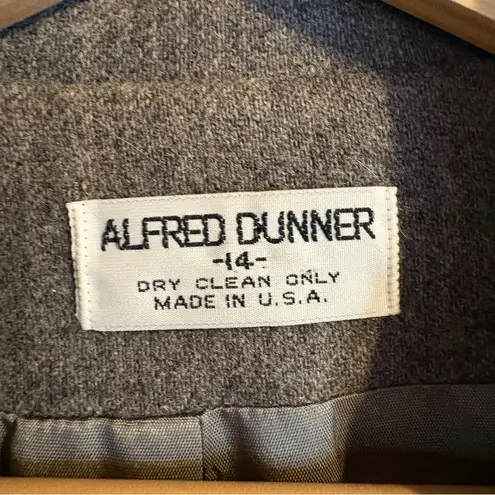 ALFRED DUNNER
-14-
DRY CLEAN ONLY
MADE IN U.S.A.